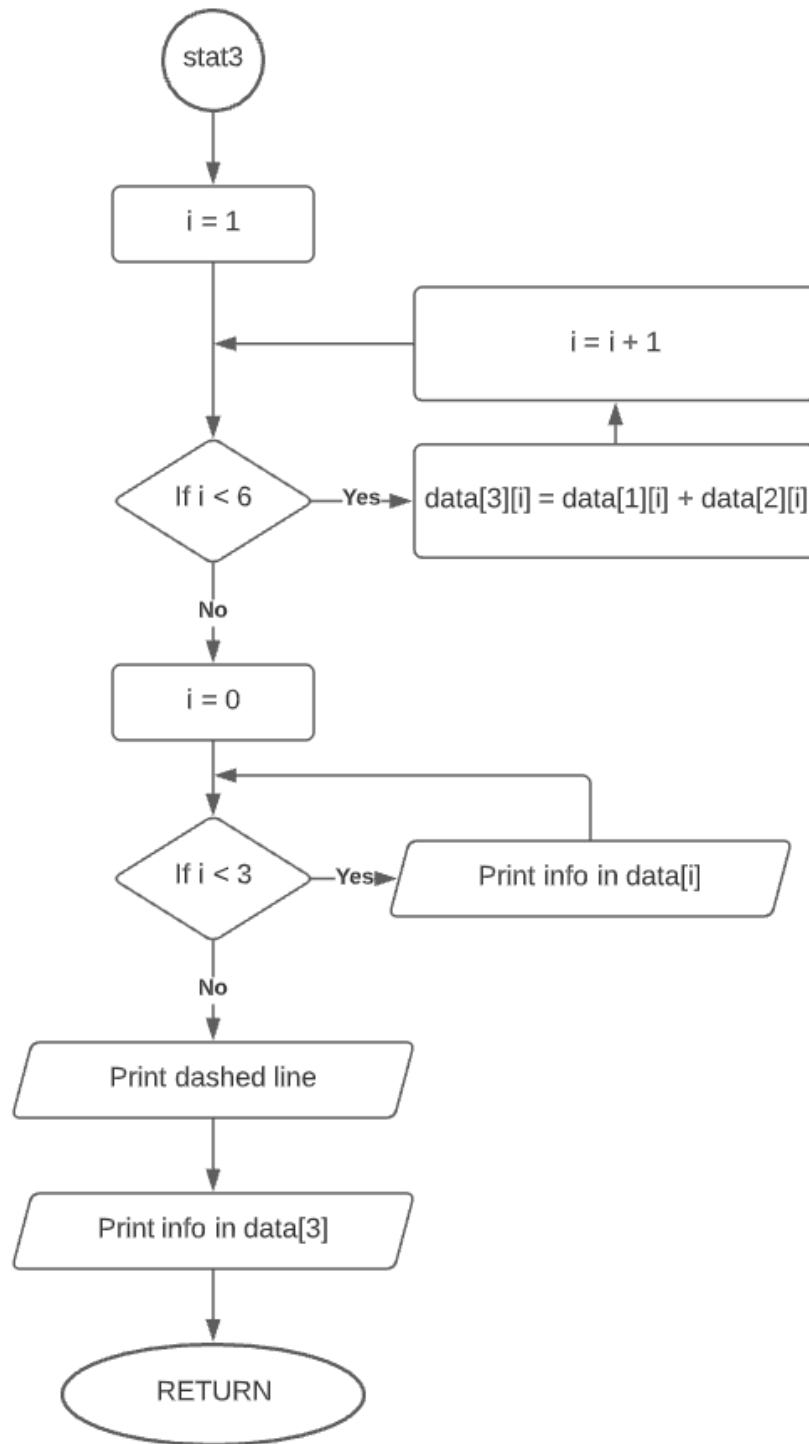 stat3
i = 1
i = i + 1
If i < 6
Yes
data[3][i] = data[1][i] + data[2][i]
No
i = 0
If i < 3
Yes
Print info in data[i]
No
Print dashed line
Print info in data[3]
RETURN